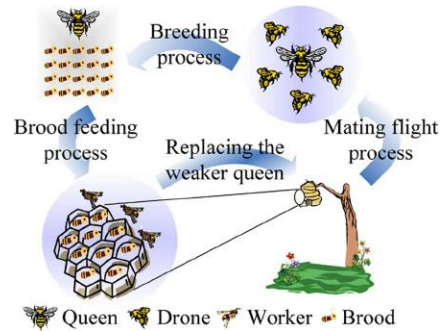 Breeding
process
Brood feeding
process
Replacing the
weaker queen
Mating flight
process
Queen Drone Worker Brood